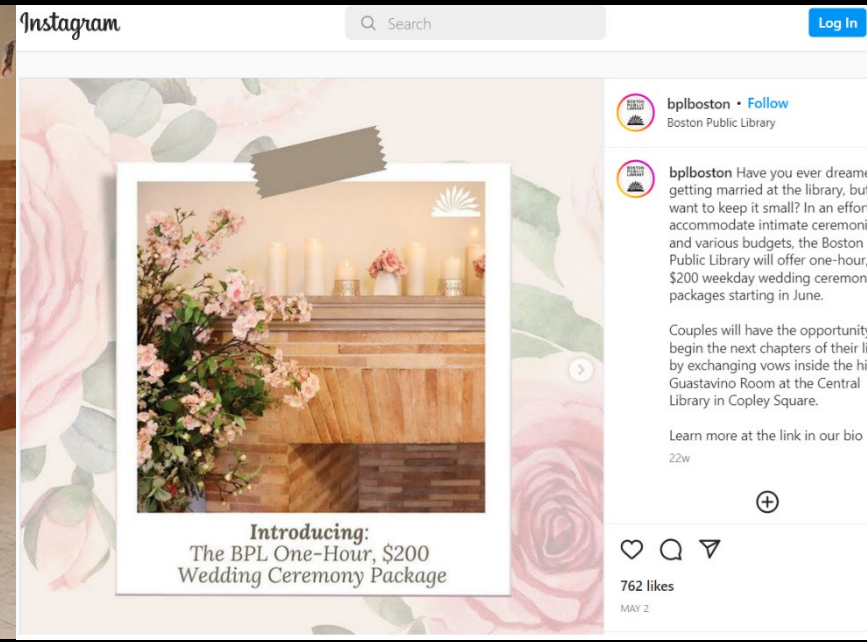 Instagram
Search
Log In
bplboston • Follow
Boston Public Library
bplboston Have you ever dreame
getting married at the library, but
want to keep it small? In an effor
accommodate intimate ceremoni
and various budgets, the Boston
Public Library will offer one-hour,
$200 weekday wedding ceremon
packages starting in June.
Couples will have the opportunity
begin the next chapters of their li
by exchanging vows inside the hi
Guastavino Room at the Central
Library in Copley Square.
Learn more at the link in our bio
22w
762 likes
MAY 2
Introducing:
The BPL One-Hour, $200
Wedding Ceremony Package